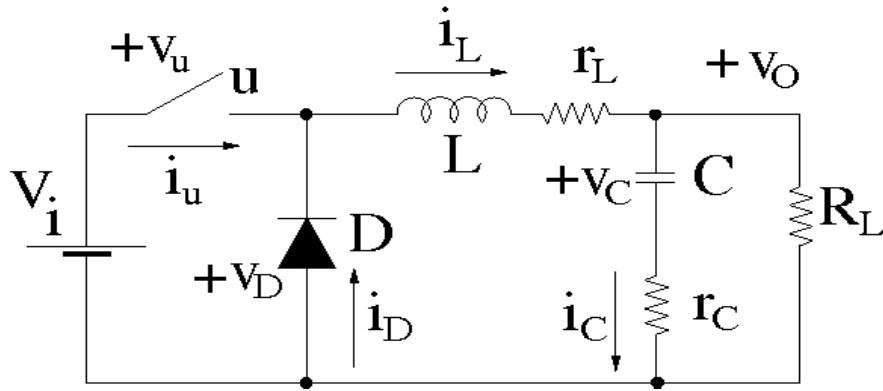 +v_u
u
i_L
r_L
+v_O
i_u
L
V_i
+v_C
C
R_L
D
+v_D
i_D
i_C
r_C